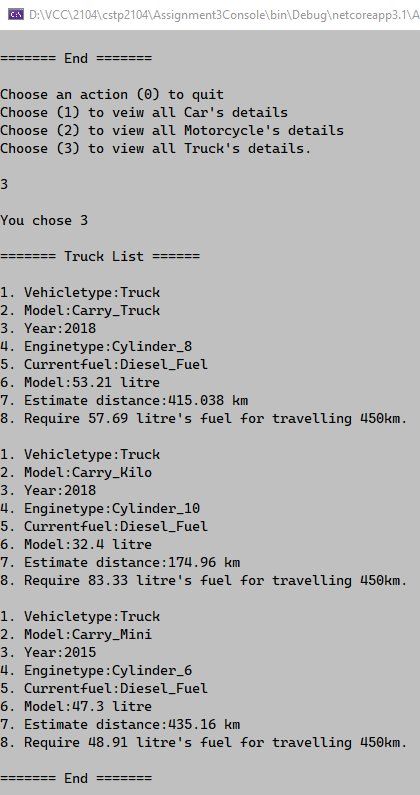 D:\VCC\2104\cstp2104\Assignment3Console\bin\Debug\netcoreapp3.1\A
======= End =======
Choose an action (0) to quit
Choose (1) to veiw all Car's details
Choose (2) to view all Motorcycle's details
Choose (3) to view all Truck's details.
3
You chose 3
======= Truck List ======
1. Vehicletype:Truck
2. Model:Carry_Truck
3. Year:2018
4. Enginetype:Cylinder_8
5. Currentfuel:Diesel_Fuel
6. Model:53.21 litre
7. Estimate distance:415.038 km
8. Require 57.69 litre's fuel for travelling 450km.
1. Vehicletype:Truck
2. Model:Carry_Kilo
3. Year:2018
4. Enginetype:Cylinder_10
5. Currentfuel:Diesel_Fuel
6. Model:32.4 litre
7. Estimate distance:174.96 km
8. Require 83.33 litre's fuel for travelling 450km.
1. Vehicletype:Truck
2. Model:Carry_Mini
3. Year:2015
4. Enginetype:Cylinder_6
5. Currentfuel:Diesel_Fuel
6. Model:47.3 litre
7. Estimate distance:435.16 km
8. Require 48.91 litre's fuel for travelling 450km.
======= End =======